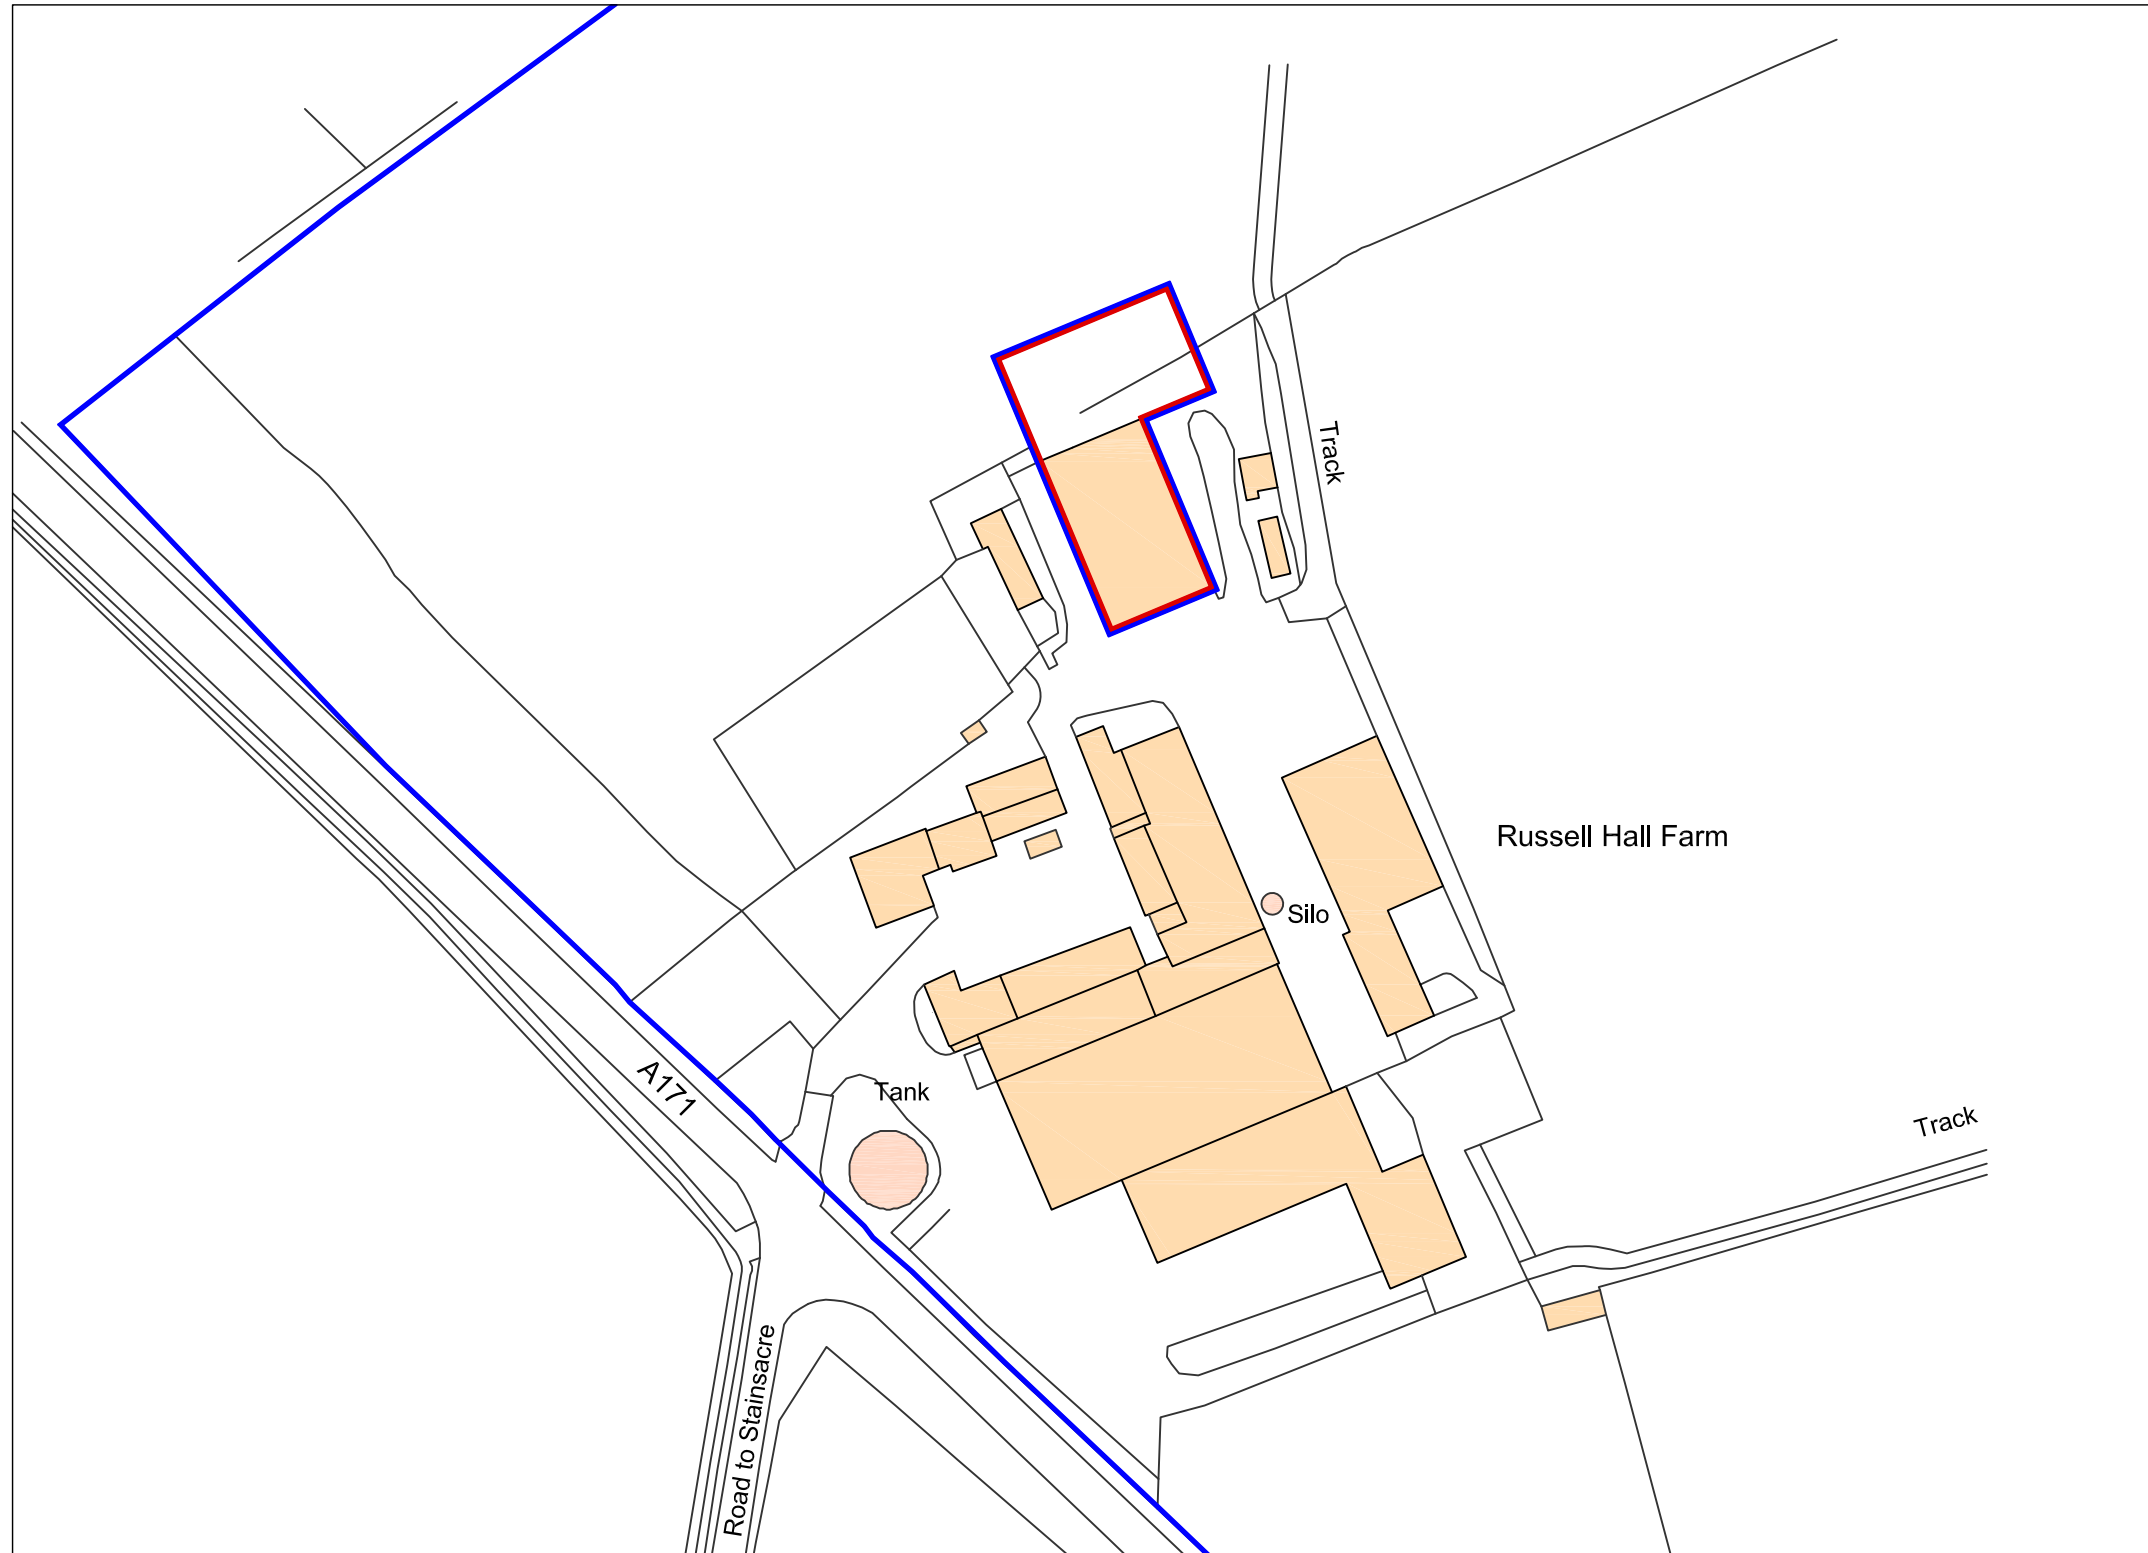 Track
Russell Hall Farm
Silo
A171
Tank
Track
Road to Stainsacre